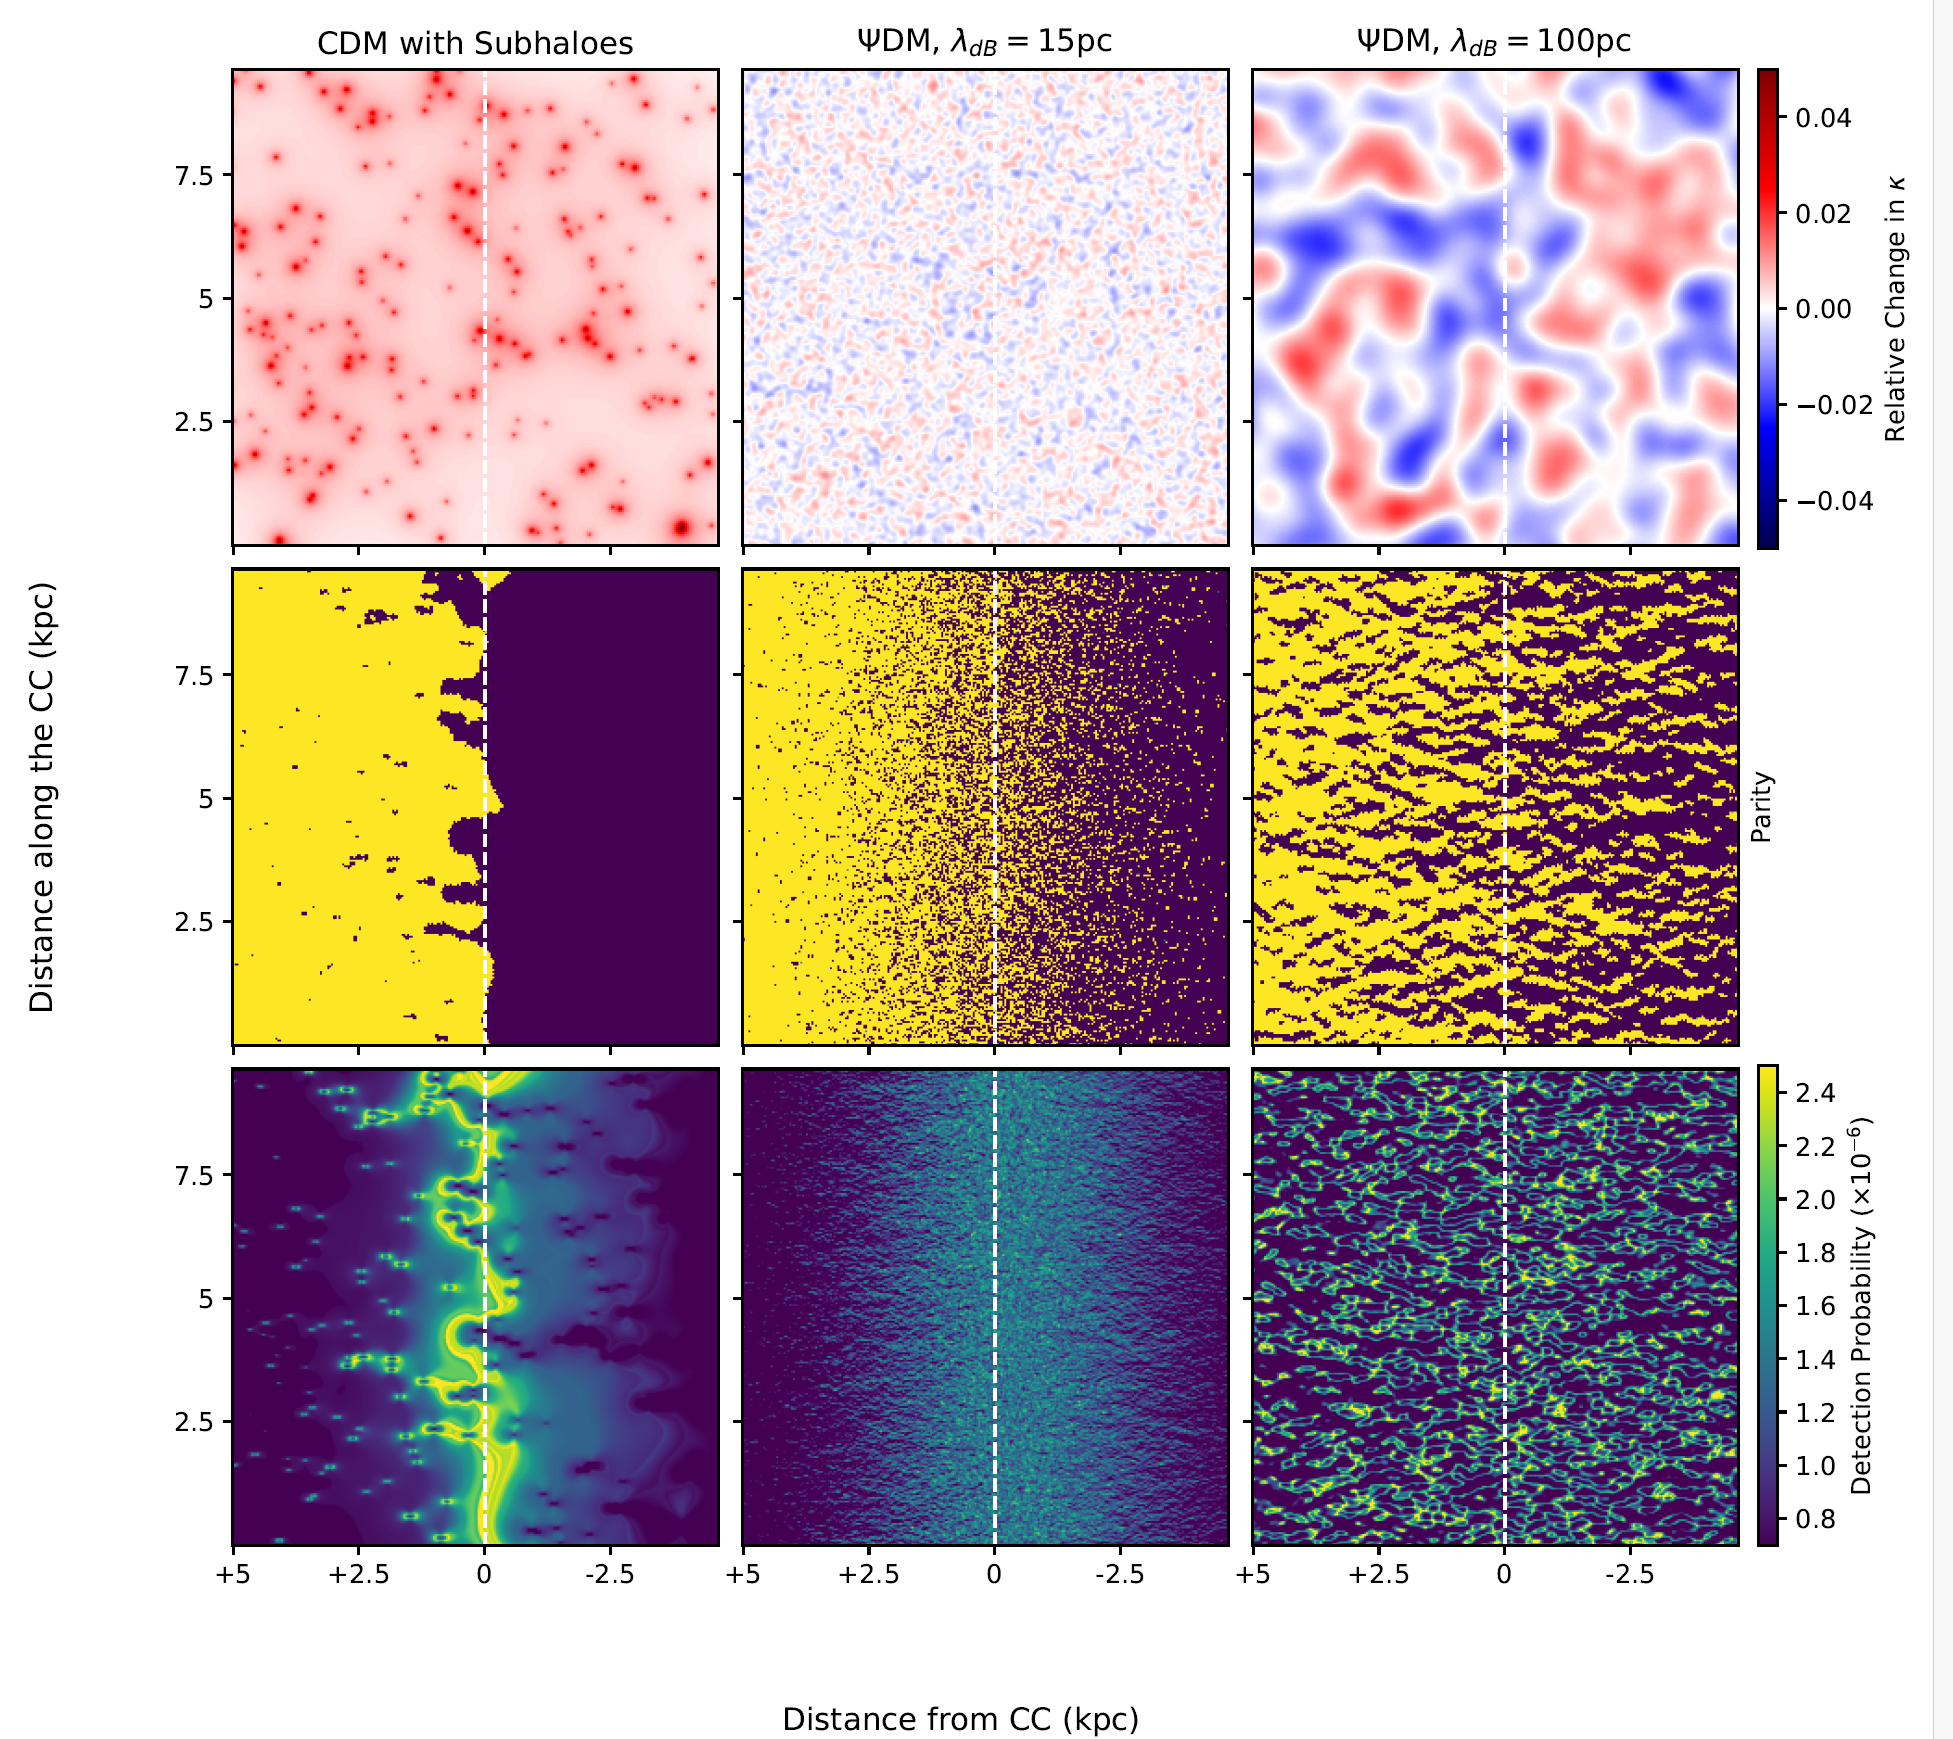 CDM with Subhaloes
ΨDM, λ_dB = 15pc
ΨDM, λ_dB = 100pc
7.5
5
2.5
0.04
0.02
0.00
−0.02
−0.04
Relative Change in κ
Distance along the CC (kpc)
7.5
5
2.5
Parity
7.5
5
2.5
2.4
2.2
2.0
1.8
1.6
1.4
1.2
1.0
0.8
Detection Probability (×10⁻⁶)
+5 +2.5 0 -2.5 +5 +2.5 0 -2.5 +5 +2.5 0 -2.5
Distance from CC (kpc)